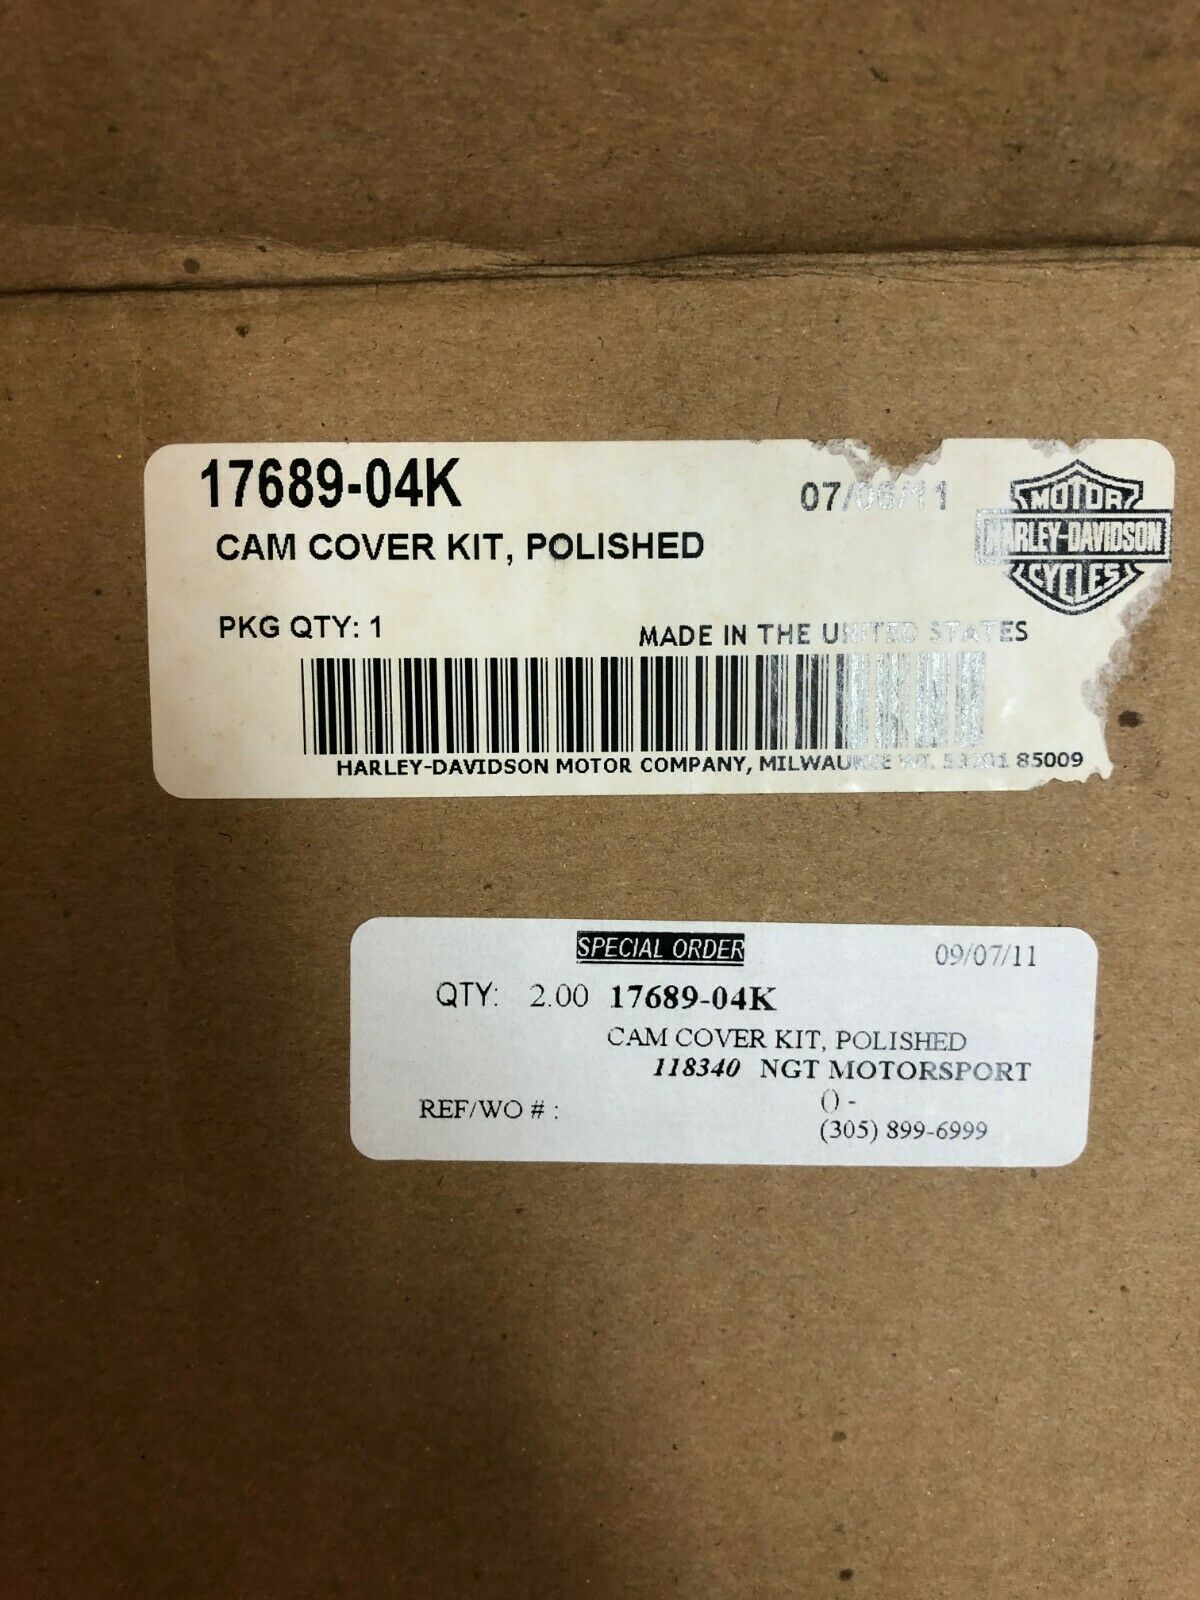 17689-04K
07/06/11
CAM COVER KIT, POLISHED
MOTOR
HARLEY-DAVIDSON
CYCLES
PKG QTY: 1
MADE IN THE UNITED STATES
HARLEY-DAVIDSON MOTOR COMPANY, MILWAUKEE WI. 53201 85009
SPECIAL ORDER
09/07/11
QTY: 2.00 17689-04K
CAM COVER KIT, POLISHED
118340 NGT MOTORSPORT
REF/WO # :
() -
(305) 899-6999